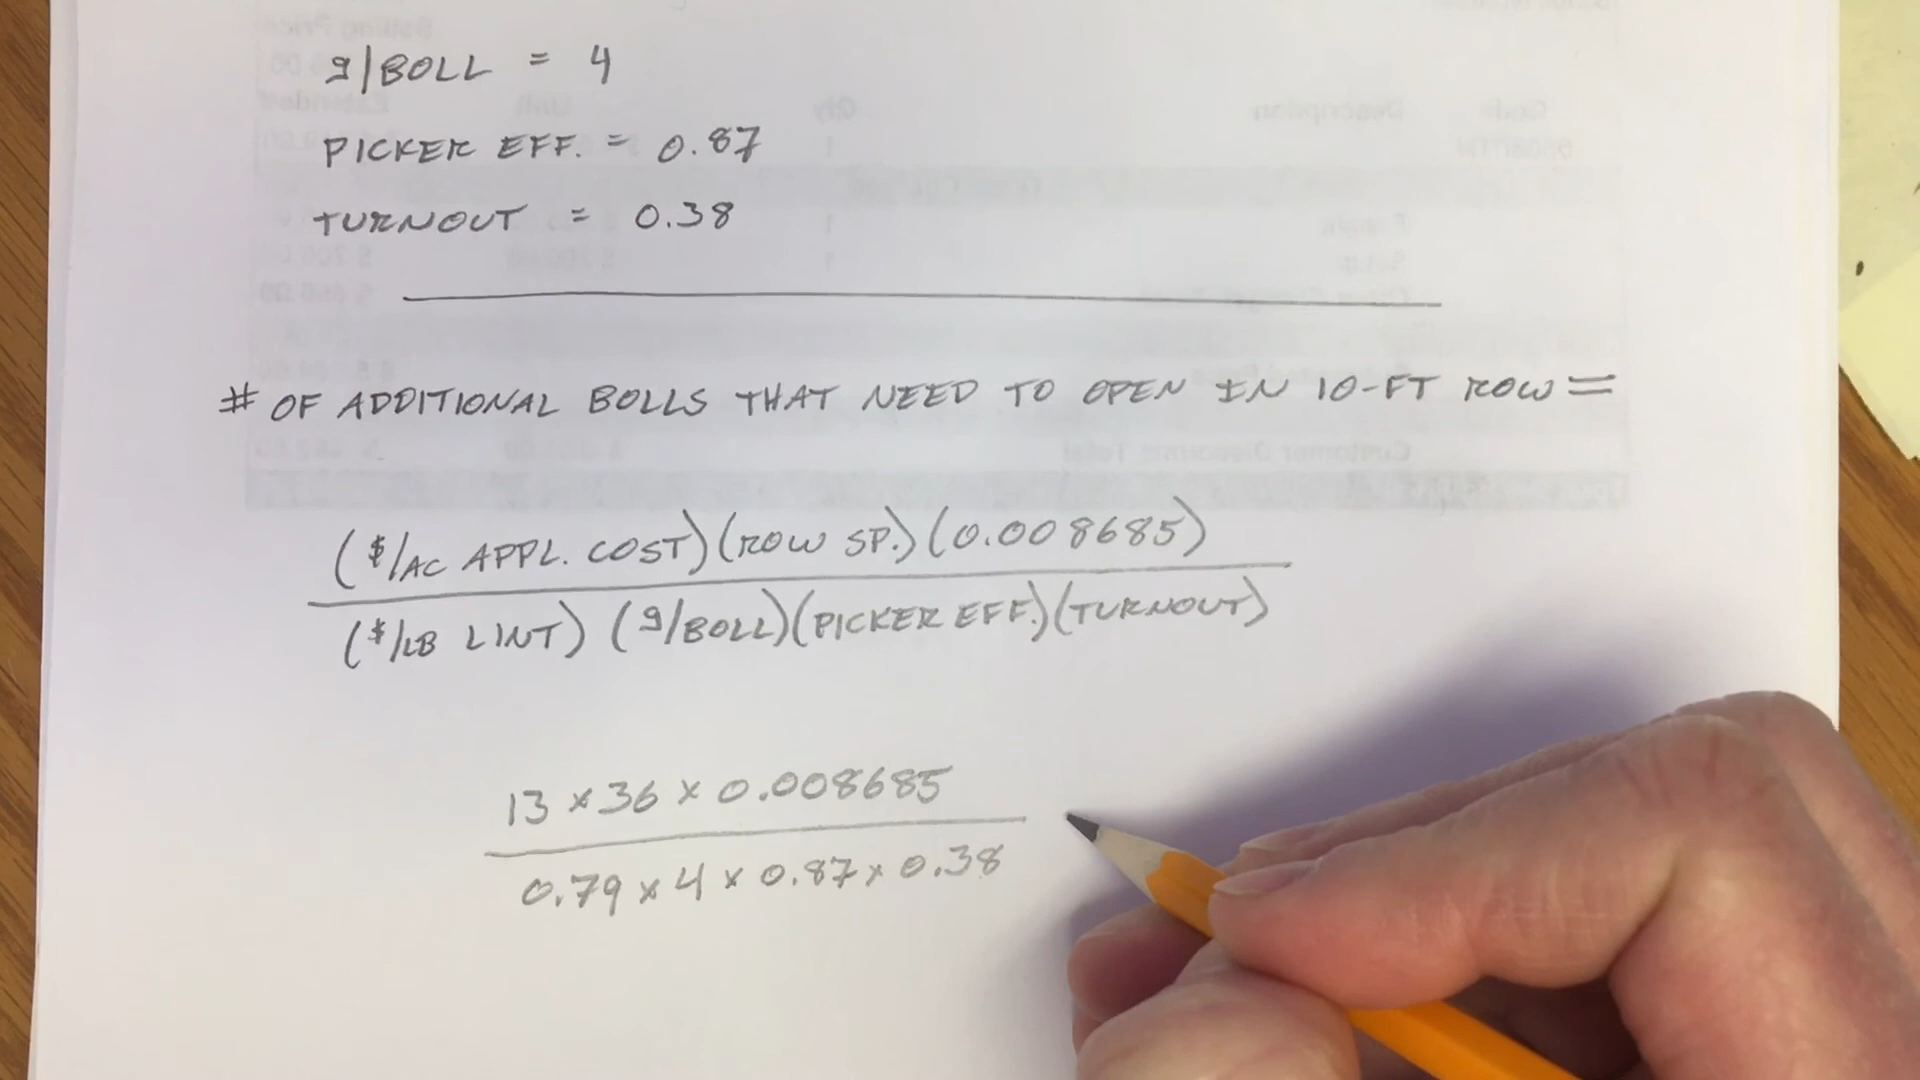 g/BOLL = 4
PICKER EFF. = 0.87
TURNOUT = 0.38
# OF ADDITIONAL BOLLS THAT NEED TO OPEN IN 10-FT ROW =
($/AC APPL. COST)(ROW SP.)(0.008685)
($/LB LINT) (g/BOLL)(PICKER EFF.)(TURNOUT)
13 x 36 x 0.008685
0.79 x 4 x 0.87 x 0.38